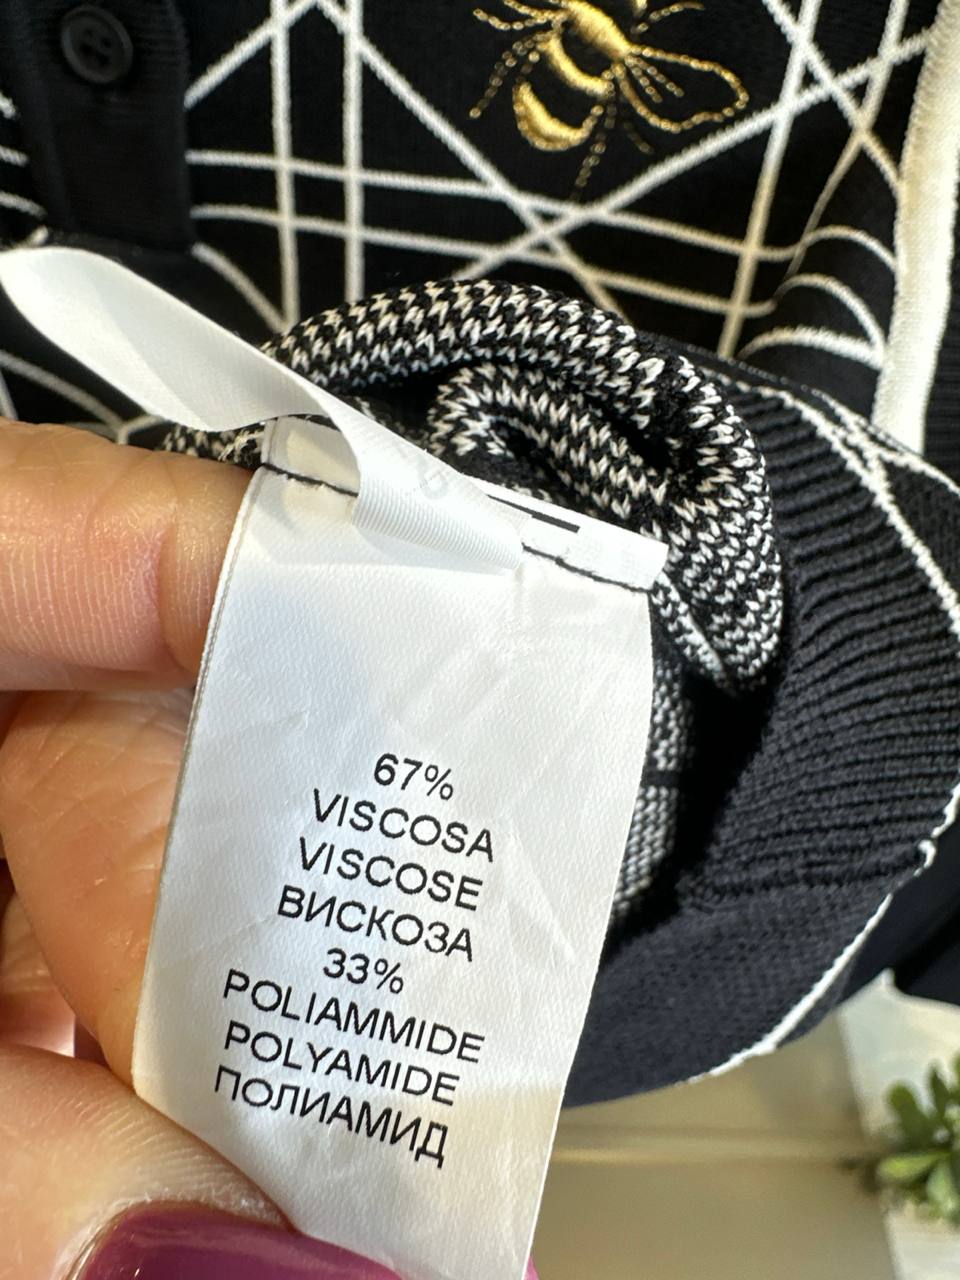 67%
VISCOSA
VISCOSE
ВИСКОЗА
33%
POLIAMMIDE
POLYAMIDE
ПОЛИАМИД